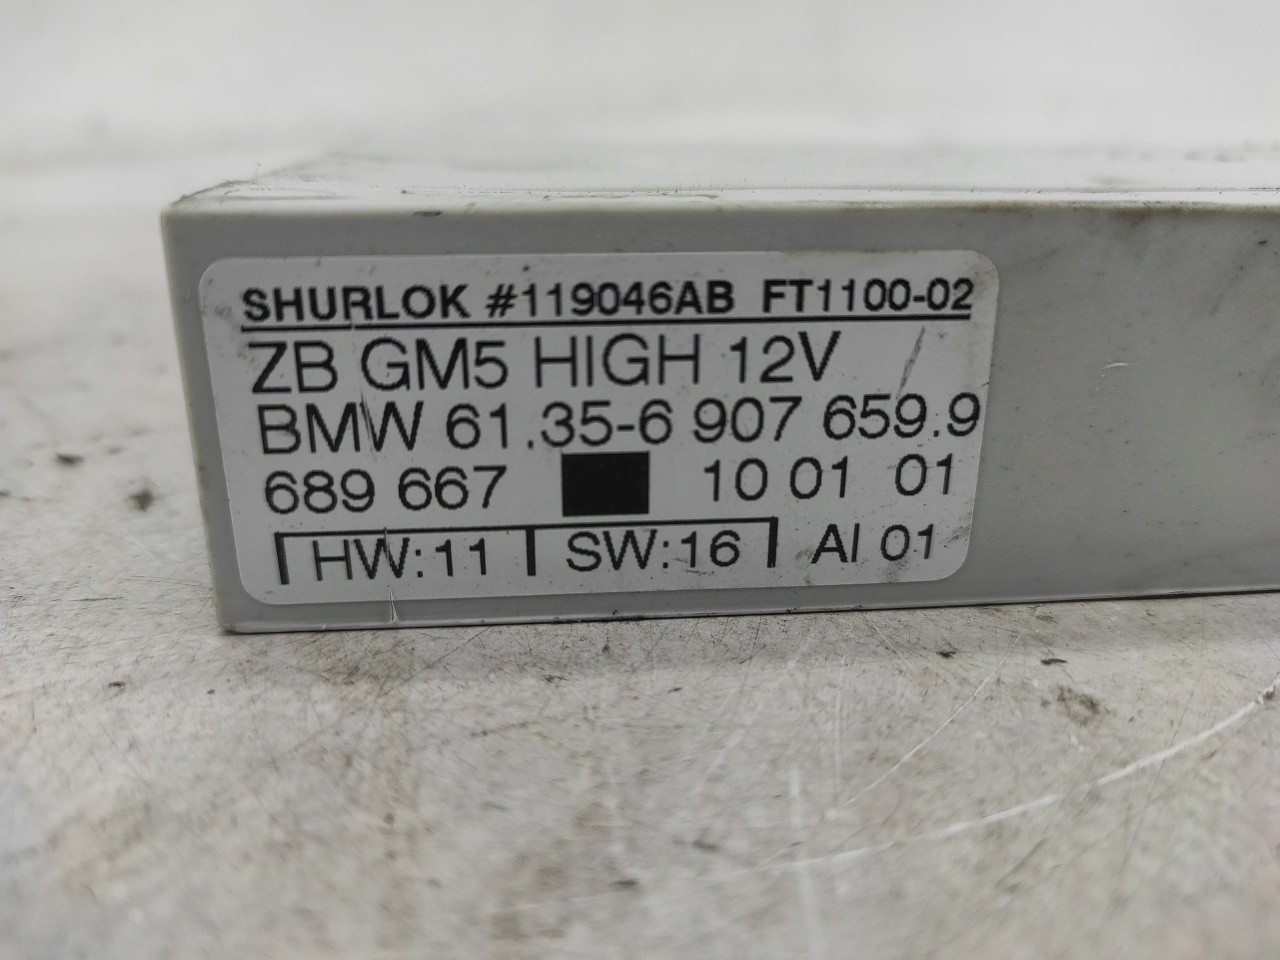 SHURLOK #119046AB FT1100-02
ZB GM5 HIGH 12V
BMW 61.35-6 907 659.9
689 667 10 01 01
HW:11 SW:16 AI 01